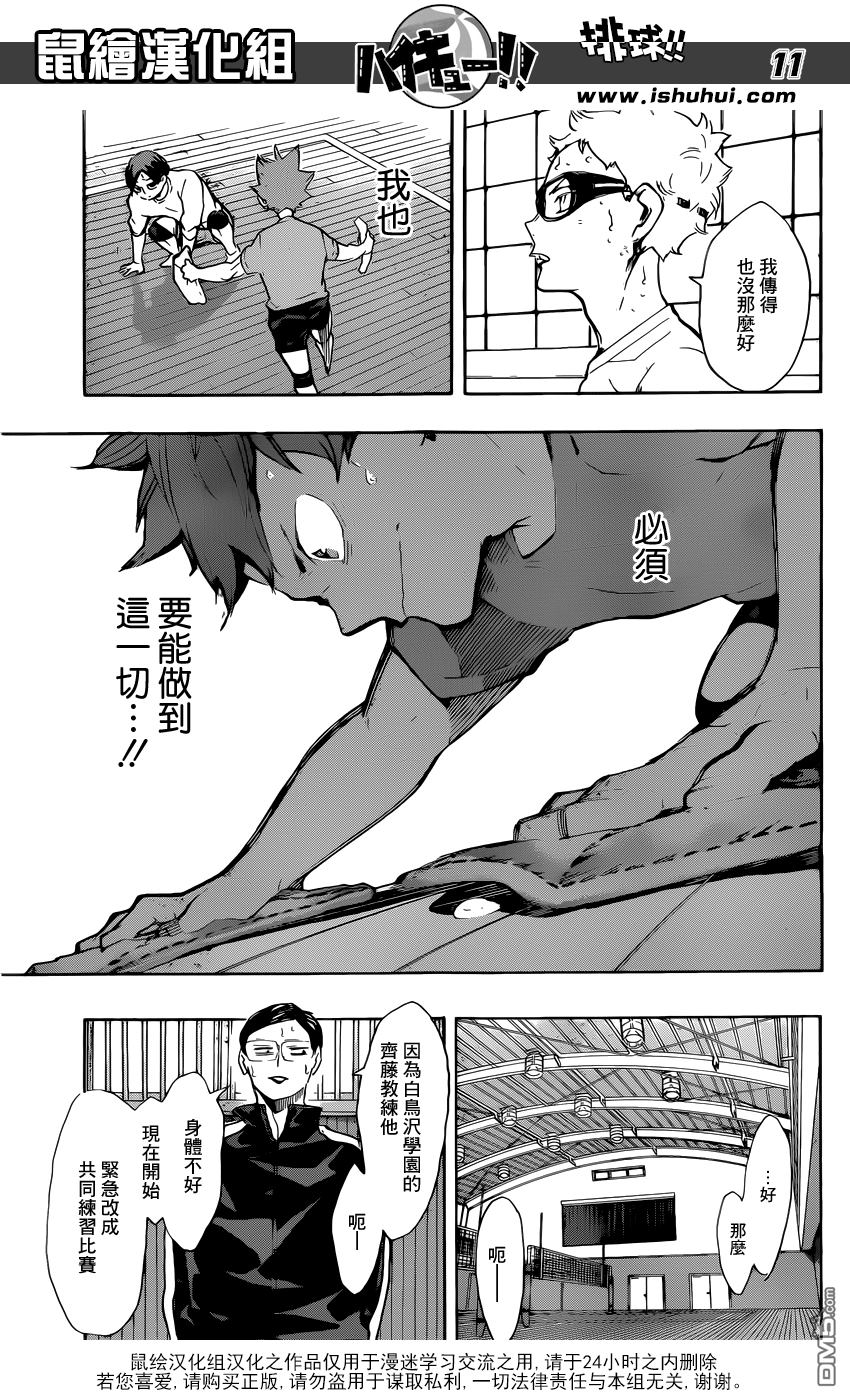 鼠繪漢化組
ハイキュー!!
排球!!
11
www.ishuhui.com
我傳得
也沒那麼好
我也
必須
要能做到
這一切…!!
…好
那麼
呃
因為白鳥沢學園的
齊藤教練他
呃—
身體不好
現在開始
緊急改成
共同練習比賽
鼠绘汉化组汉化之作品仅用于漫迷学习交流之用, 请于24小时之内删除
若您喜爱, 请购买正版, 请勿盗用于谋取私利, 一切法律责任与本组无关, 谢谢。
DM5.com